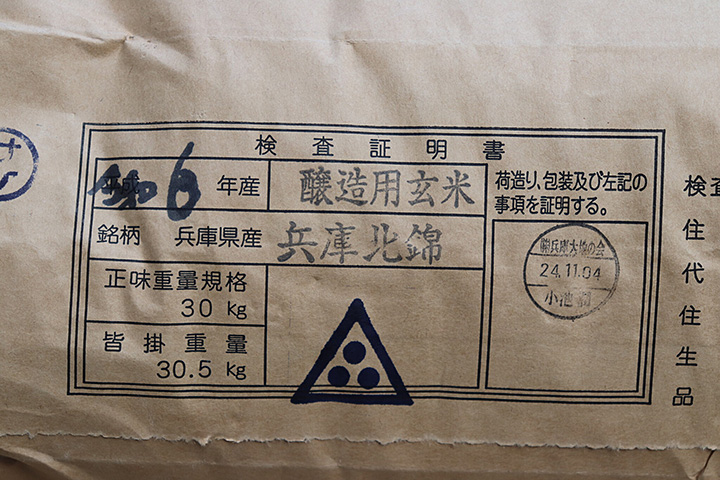 検査証明書
令和6年産
醸造用玄米
荷造り、包装及び左記の
事項を証明する。
銘柄 兵庫県産 兵庫北錦
正味重量規格
30 kg
皆掛重量
30.5 kg
24.11.04
小池
検査
住
代
住
生
品